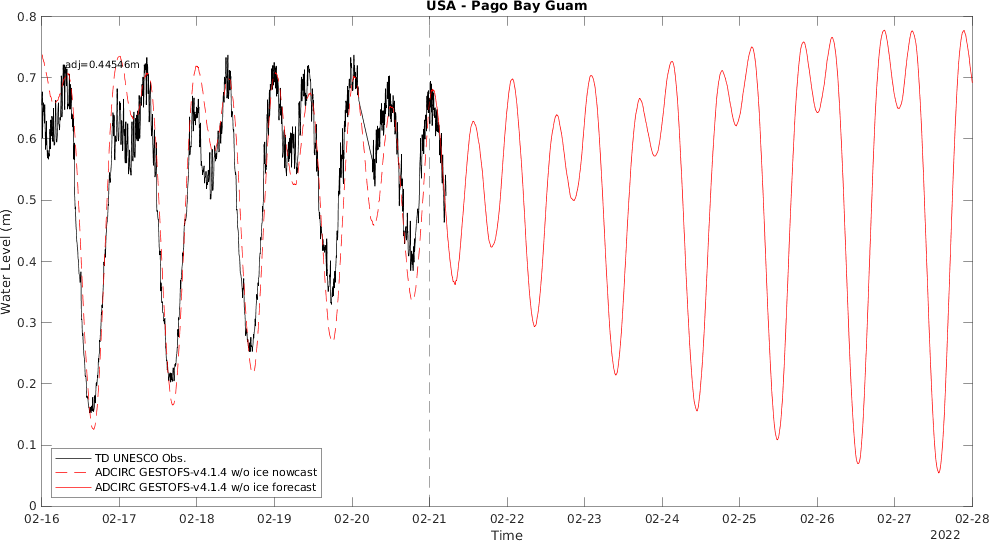 USA - Pago Bay Guam
0.8
adj=0.44546m
0.7
0.6
0.5
0.4
0.3
0.2
0.1
0
Water Level (m)
TD UNESCO Obs.
ADCIRC GESTOFS-v4.1.4 w/o ice nowcast
ADCIRC GESTOFS-v4.1.4 w/o ice forecast
02-16 02-17 02-18 02-19 02-20 02-21 02-22 02-23 02-24 02-25 02-26 02-27 02-28
Time
2022